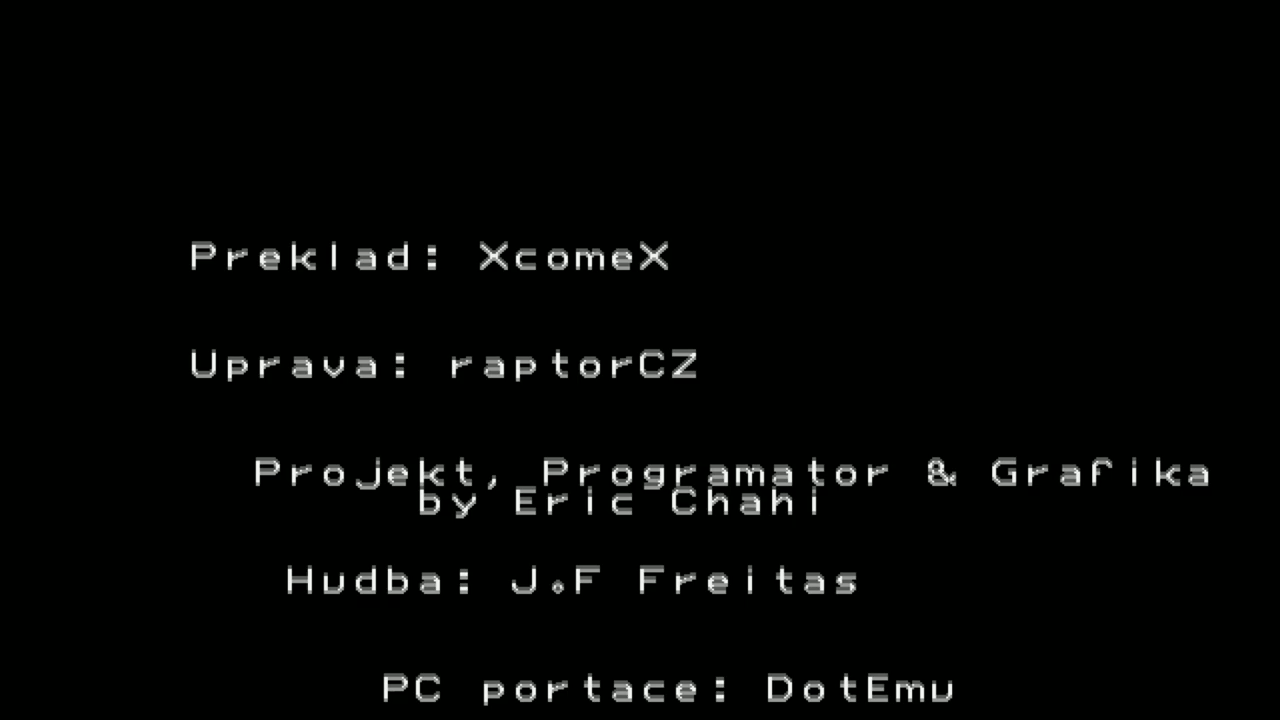 Preklad: XcomeX
Uprava: raptorCZ
Projekt, Programator & Grafika
by Eric Chahi
Hudba: J.F Freitas
PC portace: DotEmu